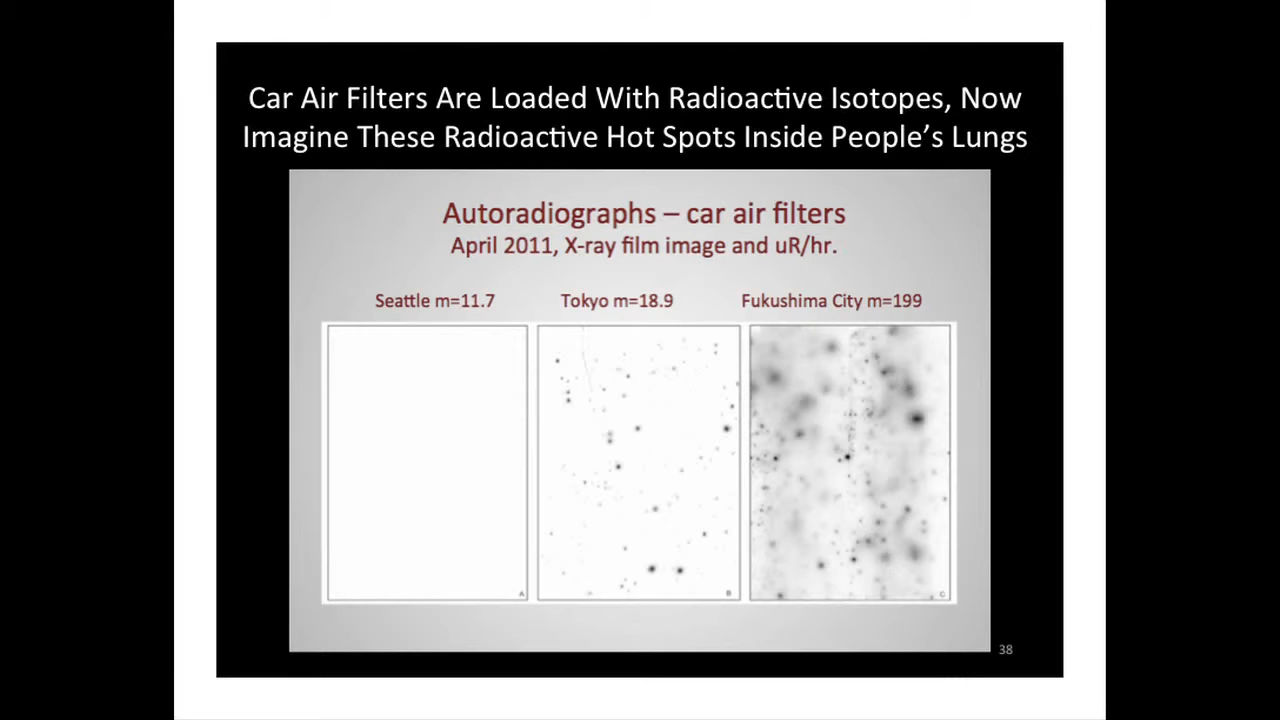 Car Air Filters Are Loaded With Radioactive Isotopes, Now
Imagine These Radioactive Hot Spots Inside People's Lungs
Autoradiographs – car air filters
April 2011, X-ray film image and uR/hr.
Seattle m=11.7
Tokyo m=18.9
Fukushima City m=199
A
B
C
38